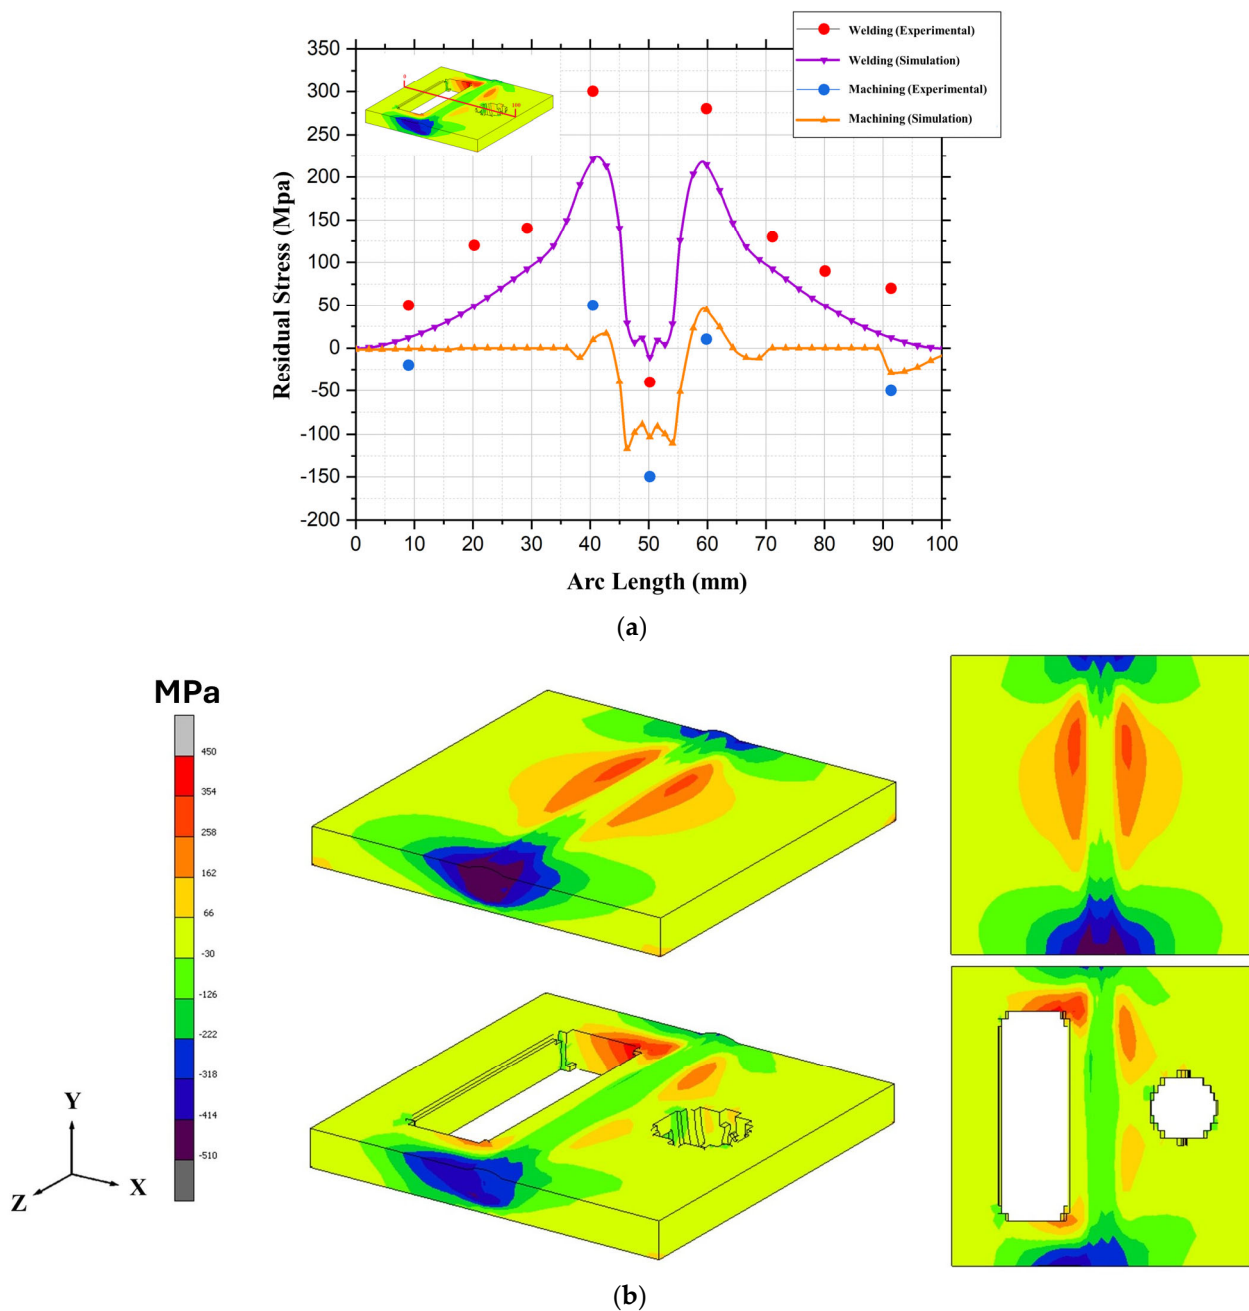 Welding (Experimental)
Welding (Simulation)
Machining (Experimental)
Machining (Simulation)
350
300
250
200
150
100
50
0
-50
-100
-150
-200
Residual Stress (Mpa)
0
100
0 10 20 30 40 50 60 70 80 90 100
Arc Length (mm)
(a)
MPa
450
354
258
162
66
-30
-126
-222
-318
-414
-510
Y
Z
X
(b)